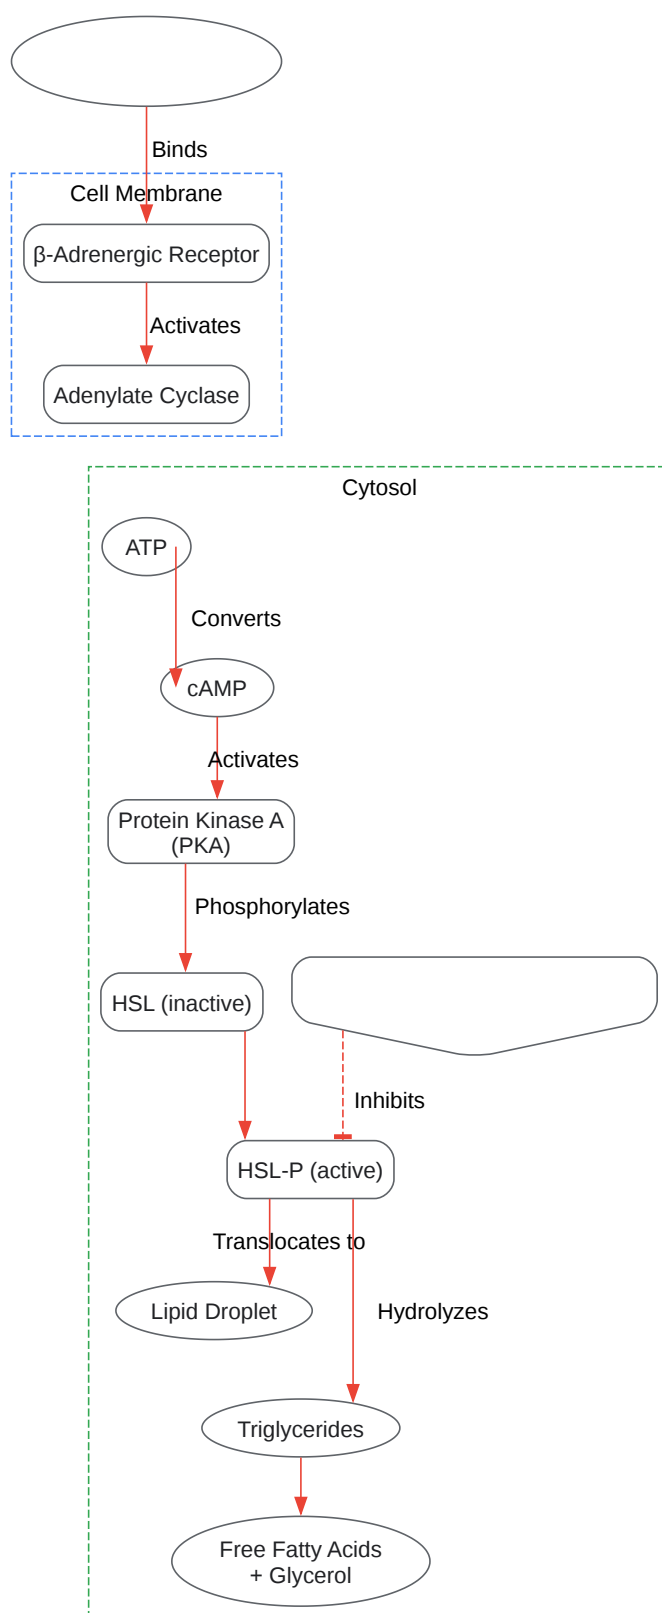 Binds
Cell Membrane
β-Adrenergic Receptor
Activates
Adenylate Cyclase
Cytosol
ATP
Converts
cAMP
Activates
Protein Kinase A
(PKA)
Phosphorylates
HSL (inactive)
Inhibits
HSL-P (active)
Translocates to
Lipid Droplet
Hydrolyzes
Triglycerides
Free Fatty Acids
+ Glycerol